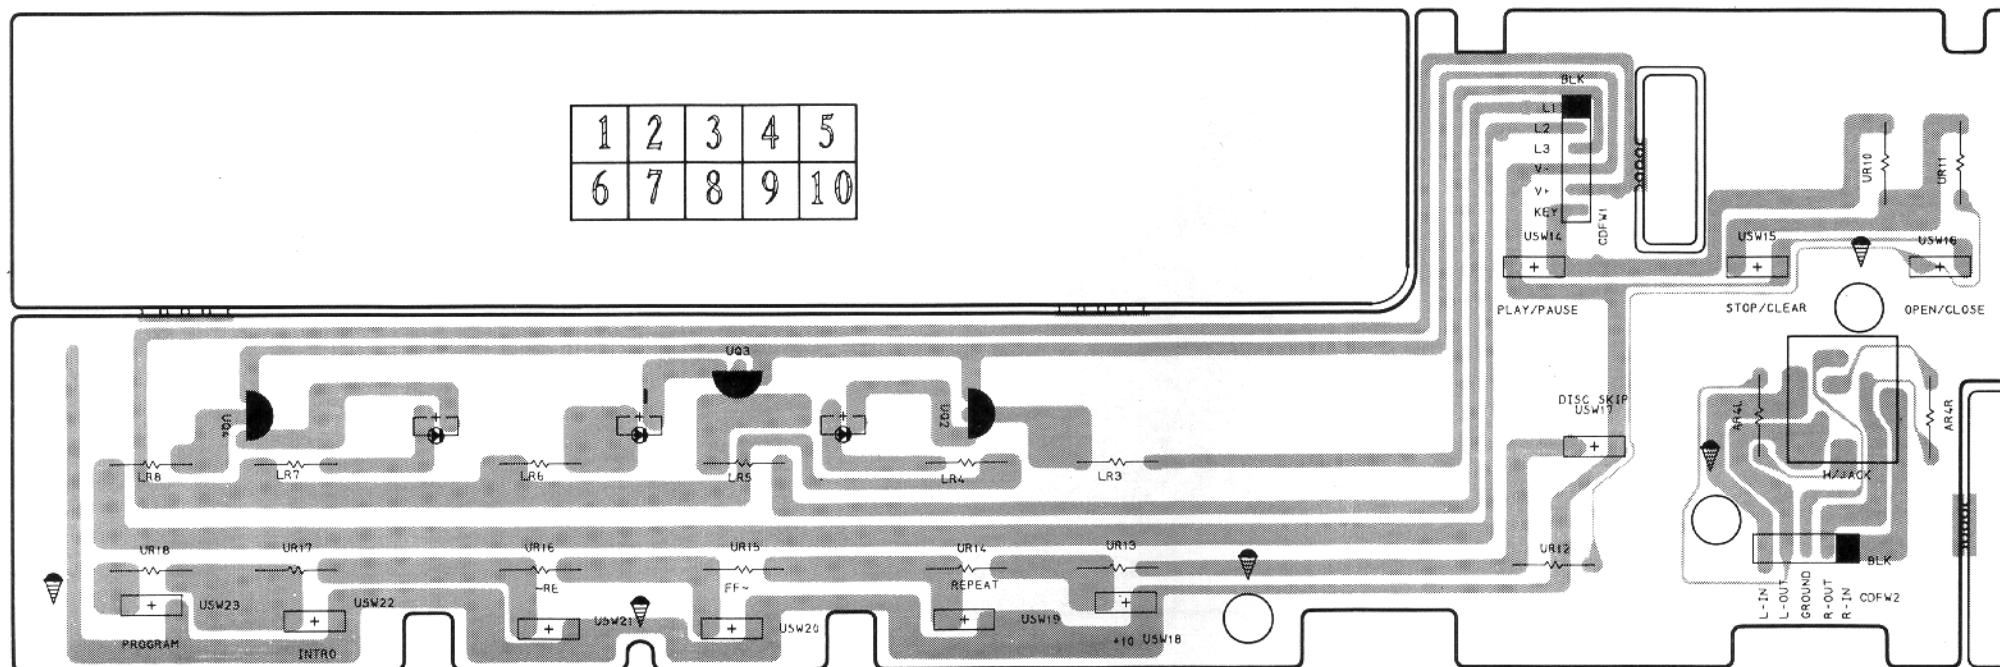 1 2 3 4 5
6 7 8 9 10
BLK
L1
L2
L3
V-
V+
KEY
CDFW1
UR10
UR11
USW14
USW15
USW16
PLAY/PAUSE
STOP/CLEAR
OPEN/CLOSE
UQ3
UQ4
UQ2
DISC SKIP
USW17
AR4L
AR4R
H/JACK
LR8
LR7
LR6
LR5
LR4
LR3
UR18
UR17
UR16
UR15
UR14
UR13
UR12
BLK
-RE
FF~
REPEAT
USW23
USW22
USW21
USW20
USW19
+10 USW18
PROGRAM
INTRO
L-IN
L-OUT
GROUND
R-OUT
R-IN
CDFW2